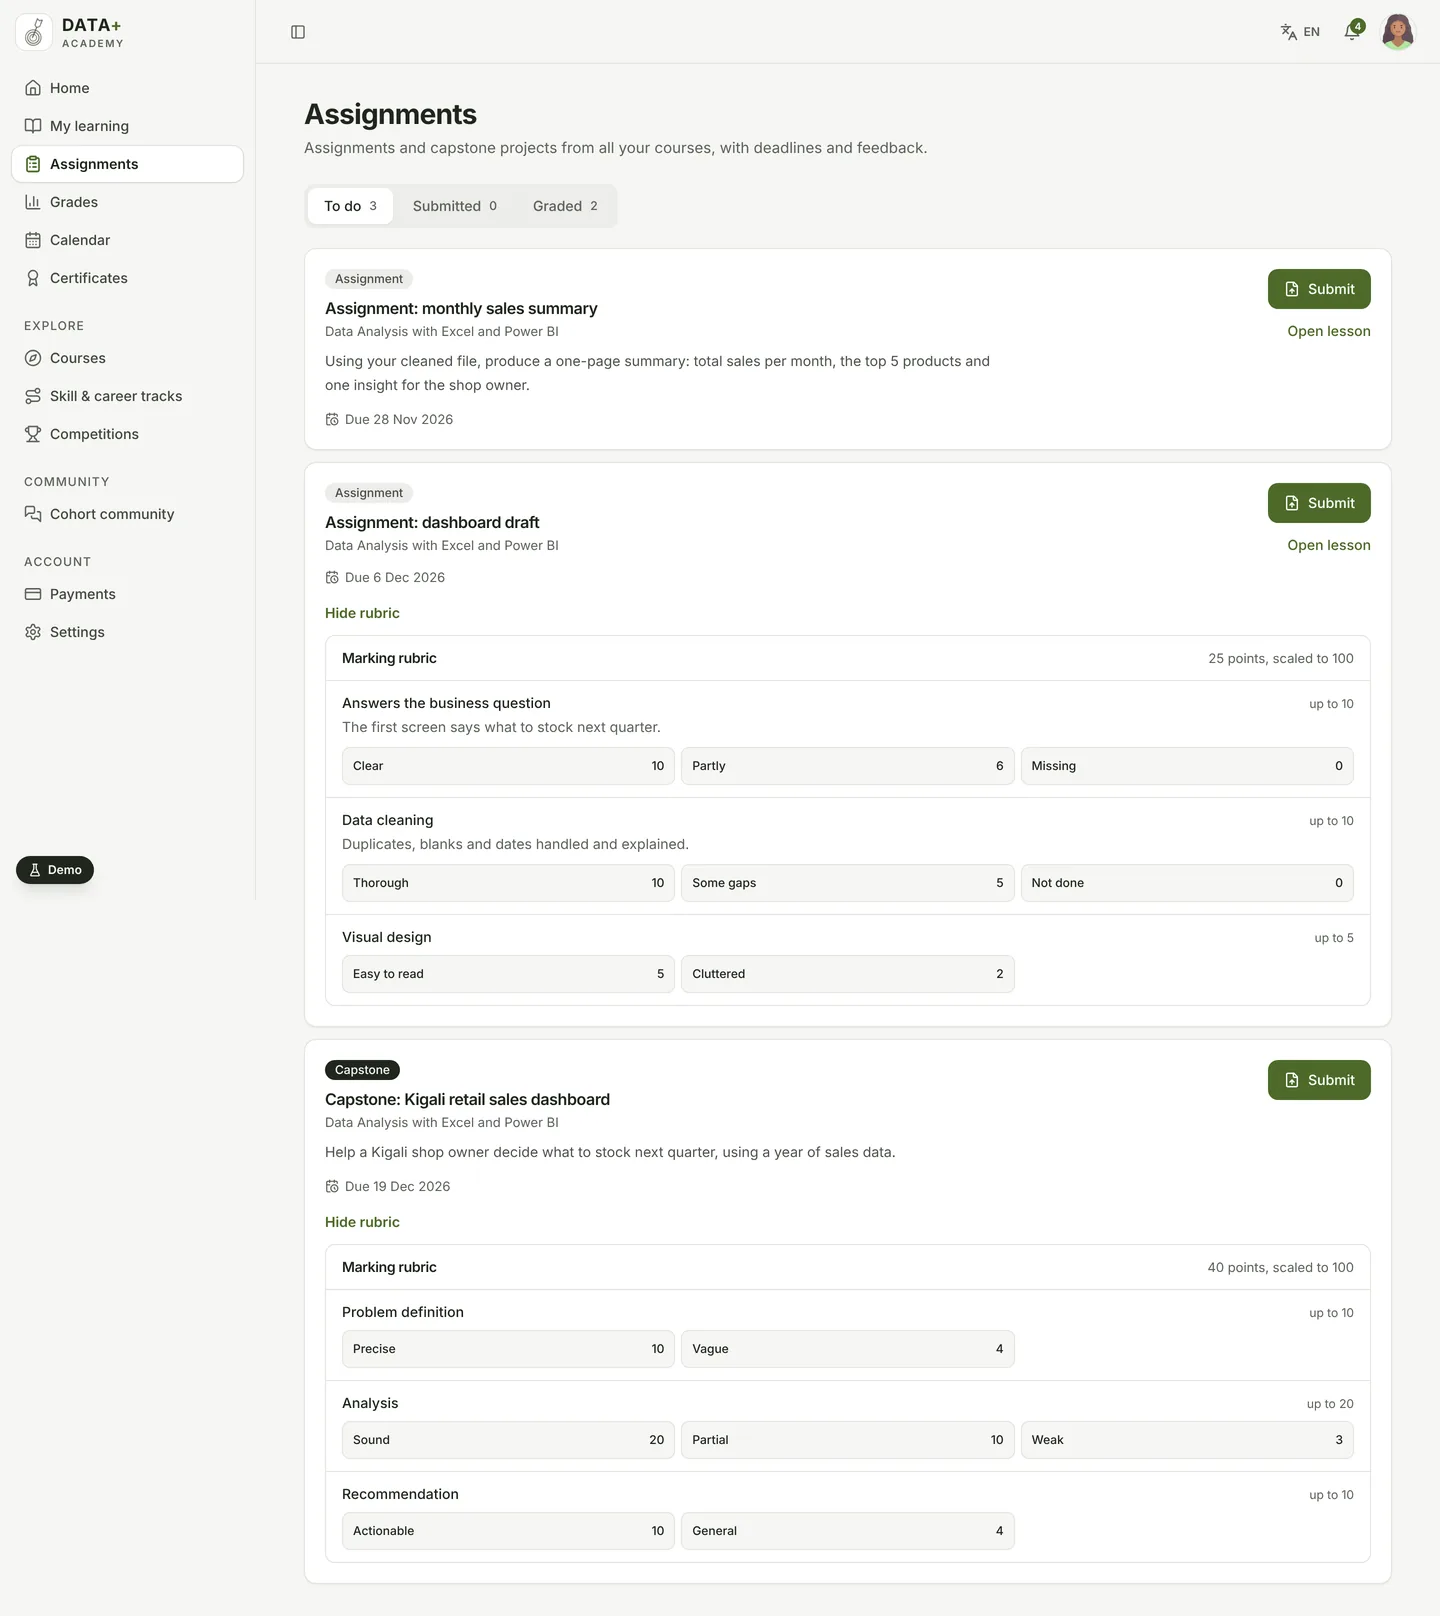 DATA+
ACADEMY
Home
My learning
Assignments
Grades
Calendar
Certificates
EXPLORE
Courses
Skill & career tracks
Competitions
COMMUNITY
Cohort community
ACCOUNT
Payments
Settings
Demo
EN
4
Assignments
Assignments and capstone projects from all your courses, with deadlines and feedback.
To do 3
Submitted 0
Graded 2
Assignment
Submit
Assignment: monthly sales summary
Data Analysis with Excel and Power BI
Open lesson
Using your cleaned file, produce a one-page summary: total sales per month, the top 5 products and
one insight for the shop owner.
Due 28 Nov 2026
Assignment
Submit
Assignment: dashboard draft
Data Analysis with Excel and Power BI
Open lesson
Due 6 Dec 2026
Hide rubric
Marking rubric
25 points, scaled to 100
Answers the business question
up to 10
The first screen says what to stock next quarter.
Clear 10
Partly 6
Missing 0
Data cleaning
up to 10
Duplicates, blanks and dates handled and explained.
Thorough 10
Some gaps 5
Not done 0
Visual design
up to 5
Easy to read 5
Cluttered 2
Capstone
Submit
Capstone: Kigali retail sales dashboard
Data Analysis with Excel and Power BI
Help a Kigali shop owner decide what to stock next quarter, using a year of sales data.
Due 19 Dec 2026
Hide rubric
Marking rubric
40 points, scaled to 100
Problem definition
up to 10
Precise 10
Vague 4
Analysis
up to 20
Sound 20
Partial 10
Weak 3
Recommendation
up to 10
Actionable 10
General 4